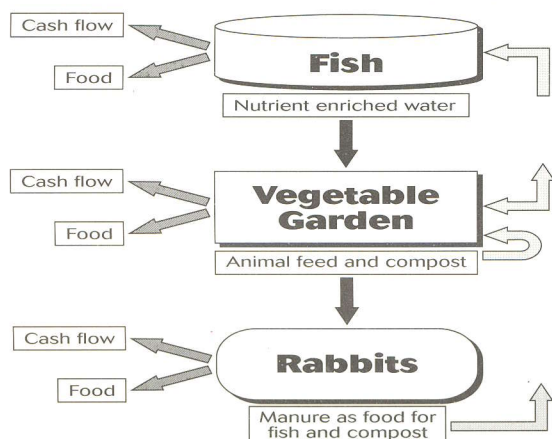 Cash flow
Food
Fish
Nutrient enriched water
Cash flow
Food
Vegetable
Garden
Animal feed and compost
Cash flow
Food
Rabbits
Manure as food for
fish and compost